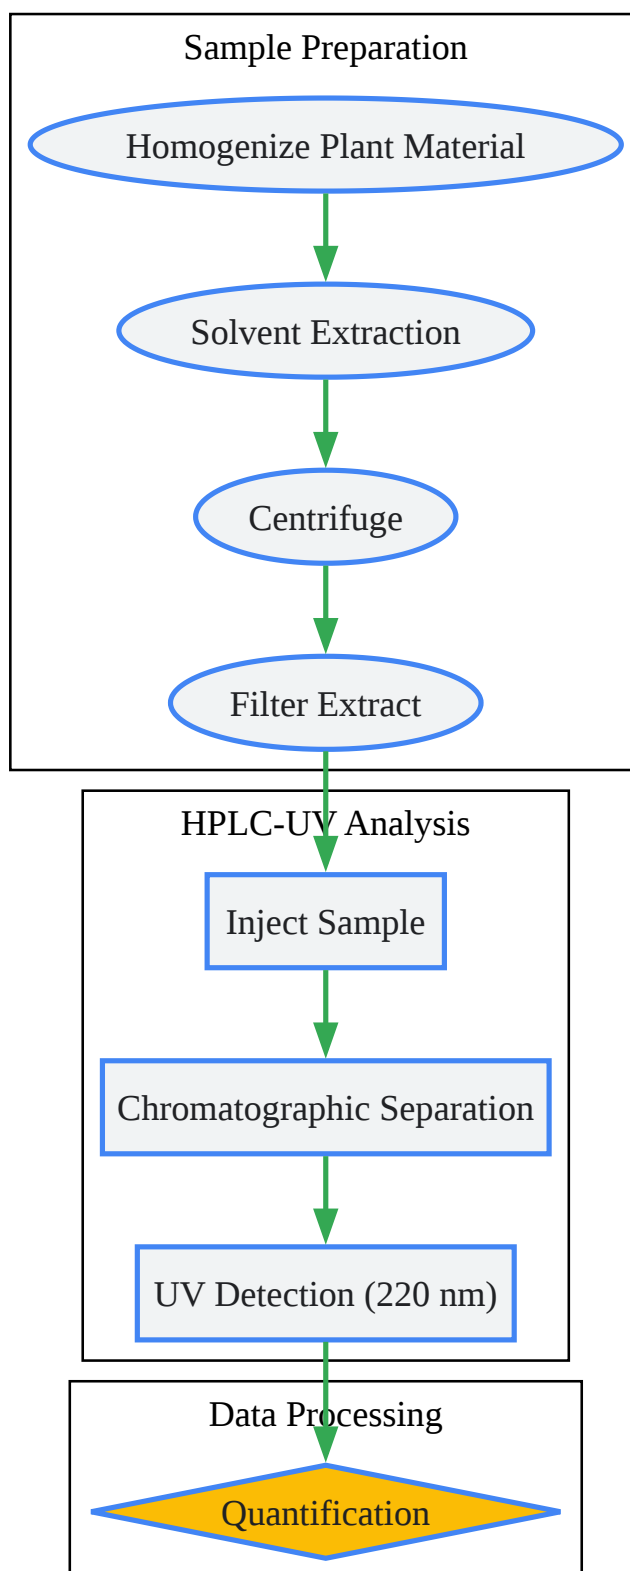 Sample Preparation
Homogenize Plant Material
Solvent Extraction
Centrifuge
Filter Extract
HPLC-UV Analysis
Inject Sample
Chromatographic Separation
UV Detection (220 nm)
Data Processing
Quantification